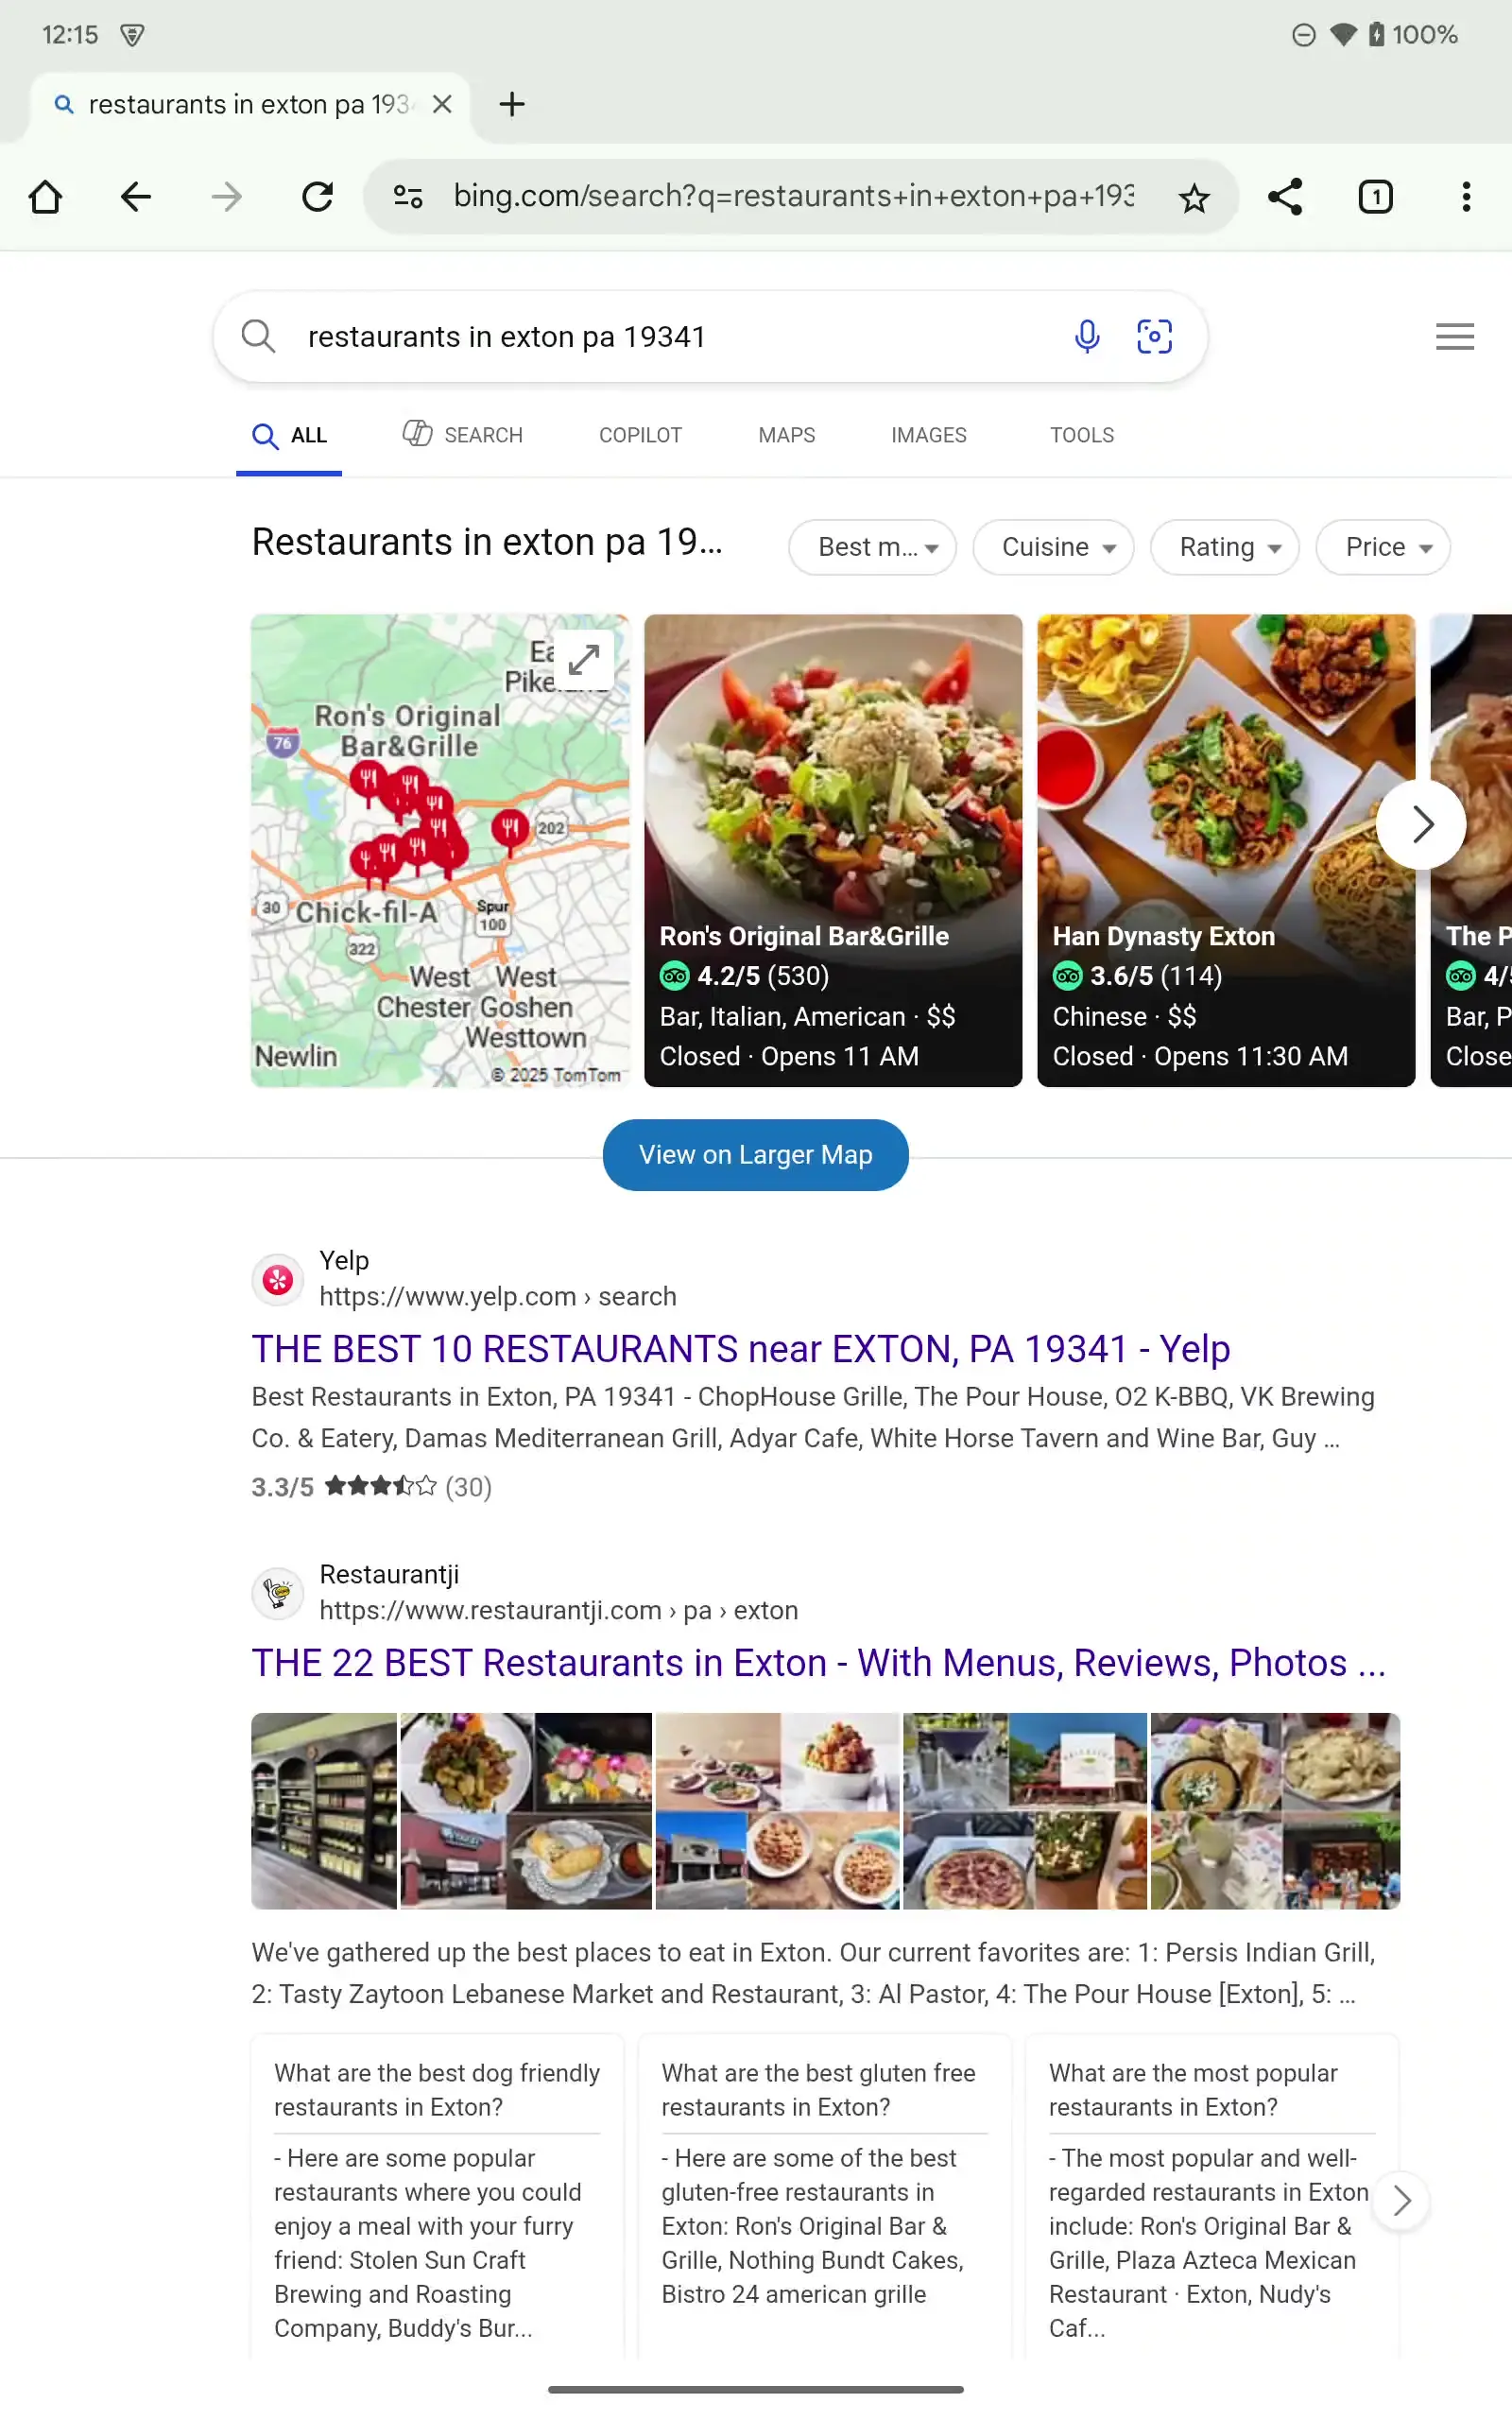 12:15
100%
restaurants in exton pa 1934
bing.com/search?q=restaurants+in+exton+pa+193
1
restaurants in exton pa 19341
ALL
SEARCH
COPILOT
MAPS
IMAGES
TOOLS
Restaurants in exton pa 19...
Best m...
Cuisine
Rating
Price
Ea
Pike
Ron's Original
Bar&Grille
76
202
30
Chick-fil-A
Spur
100
322
West
Chester
West
Goshen
Westtown
Newlin
© 2025 TomTom
Ron's Original Bar&Grille
4.2/5 (530)
Bar, Italian, American · $$
Closed · Opens 11 AM
Han Dynasty Exton
3.6/5 (114)
Chinese · $$
Closed · Opens 11:30 AM
The P
4/
Bar, P
Close
View on Larger Map
Yelp
https://www.yelp.com › search
THE BEST 10 RESTAURANTS near EXTON, PA 19341 - Yelp
Best Restaurants in Exton, PA 19341 - ChopHouse Grille, The Pour House, O2 K-BBQ, VK Brewing
Co. & Eatery, Damas Mediterranean Grill, Adyar Cafe, White Horse Tavern and Wine Bar, Guy ...
3.3/5 (30)
Restaurantji
https://www.restaurantji.com › pa › exton
THE 22 BEST Restaurants in Exton - With Menus, Reviews, Photos ...
We've gathered up the best places to eat in Exton. Our current favorites are: 1: Persis Indian Grill,
2: Tasty Zaytoon Lebanese Market and Restaurant, 3: Al Pastor, 4: The Pour House [Exton], 5: ...
What are the best dog friendly
restaurants in Exton?
- Here are some popular
restaurants where you could
enjoy a meal with your furry
friend: Stolen Sun Craft
Brewing and Roasting
Company, Buddy's Bur...
What are the best gluten free
restaurants in Exton?
- Here are some of the best
gluten-free restaurants in
Exton: Ron's Original Bar &
Grille, Nothing Bundt Cakes,
Bistro 24 american grille
What are the most popular
restaurants in Exton?
- The most popular and well-
regarded restaurants in Exton
include: Ron's Original Bar &
Grille, Plaza Azteca Mexican
Restaurant · Exton, Nudy's
Caf...